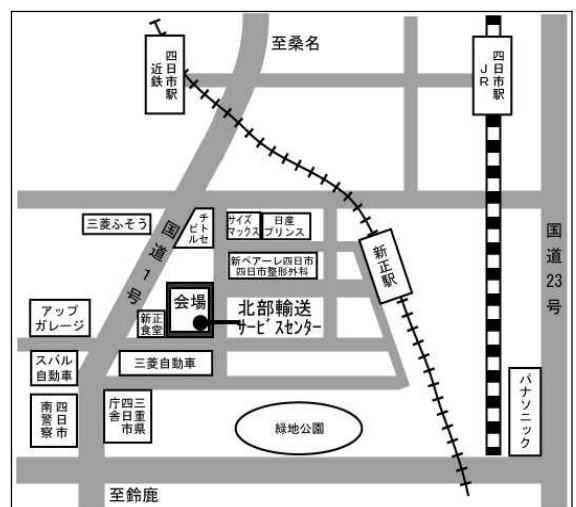 至桑名
近鉄
四日市駅
JR
四日市駅
三菱ふそう
チビトルセ
サイズ
マックス
日産
プリンス
国道1号
新ペアーレ四日市
四日市整形外科
新正駅
国道23号
会場
北部輸送
サービスセンター
アップ
ガレージ
新正
食堂
スバル
自動車
三菱自動車
パナソニック
四日市
南警察
三重県
四日市
庁舎
緑地公園
至鈴鹿